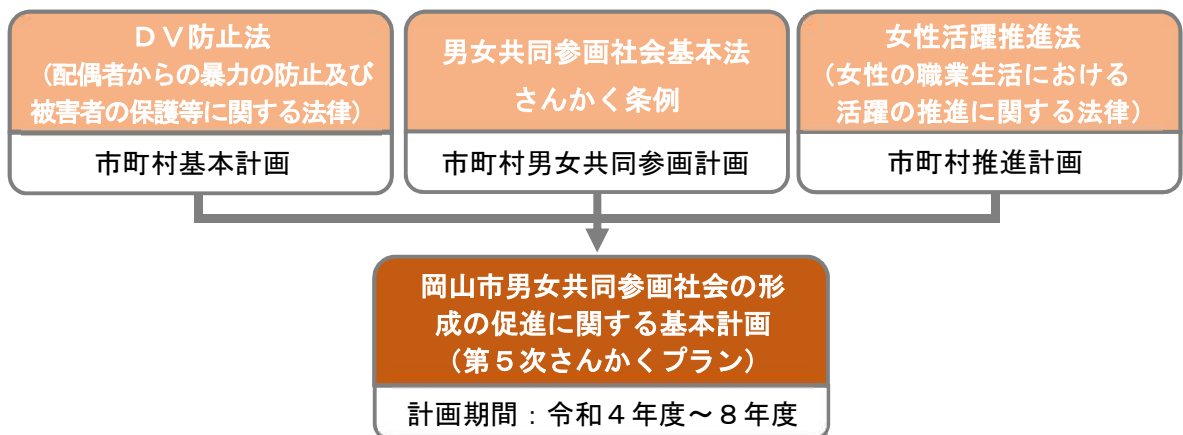 ＤＶ防止法
（配偶者からの暴力の防止及び
被害者の保護等に関する法律）
市町村基本計画
男女共同参画社会基本法
さんかく条例
市町村男女共同参画計画
女性活躍推進法
（女性の職業生活における
活躍の推進に関する法律）
市町村推進計画
岡山市男女共同参画社会の形
成の促進に関する基本計画
（第５次さんかくプラン）
計画期間：令和４年度～８年度